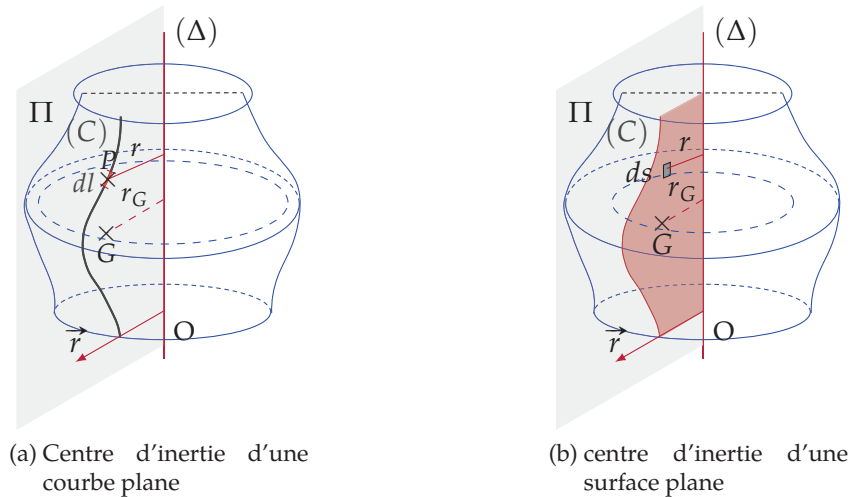 (Δ)
Π
(C)
P
r
dl
r_G
G
O
r⃗
(a) Centre d'inertie d'une
courbe plane
(Δ)
Π
(C)
r
ds
r_G
G
O
r⃗
(b) centre d'inertie d'une
surface plane